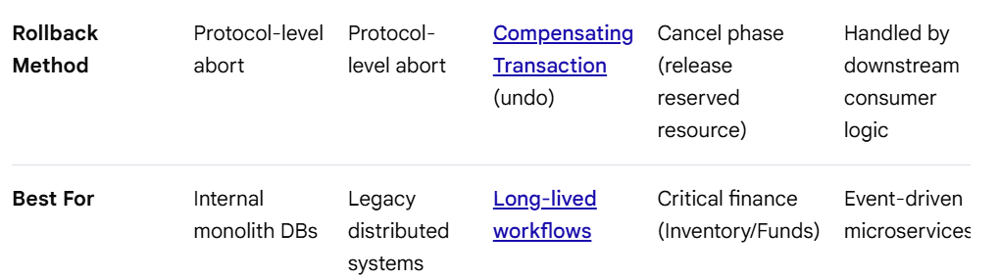 Rollback Method
Protocol-level abort
Protocol-level abort
Compensating Transaction (undo)
Cancel phase (release reserved resource)
Handled by downstream consumer logic
Best For
Internal monolith DBs
Legacy distributed systems
Long-lived workflows
Critical finance (Inventory/Funds)
Event-driven microservices